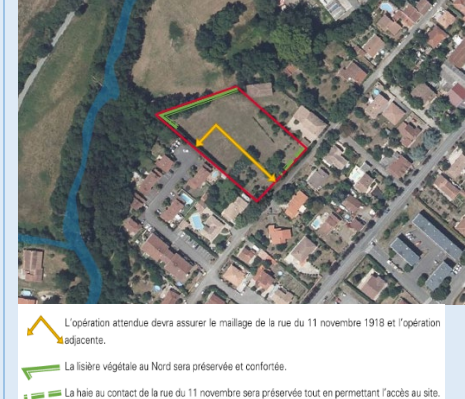 L'opération attendue devra assurer le maillage de la rue du 11 novembre 1918 et l'opération
adjacente.
La lisière végétale au Nord sera préservée et confortée.
La haie au contact de la rue du 11 novembre sera préservée tout en permettant l'accès au site.